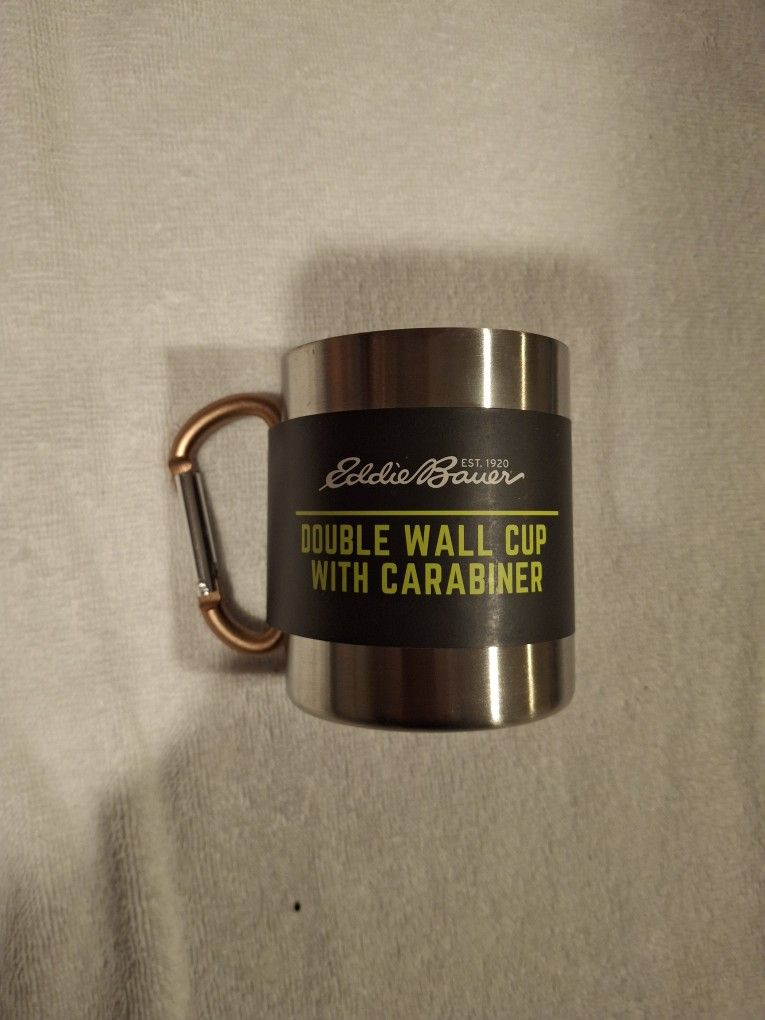 Eddie Bauer EST. 1920
DOUBLE WALL CUP
WITH CARABINER